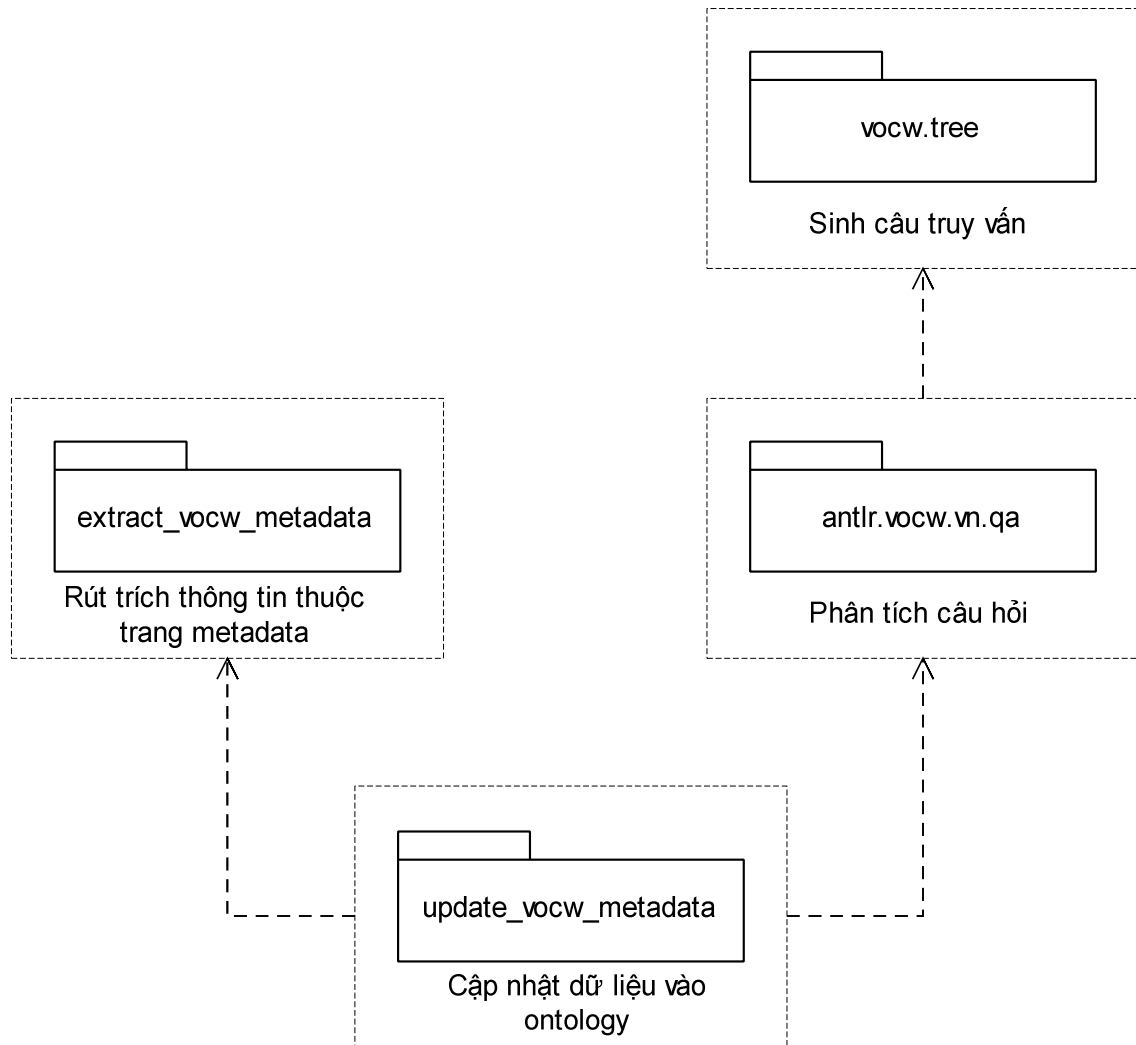 vocw.tree
Sinh câu truy vấn
extract_vocw_metadata
Rút trích thông tin thuộc
trang metadata
antlr.vocw.vn.qa
Phân tích câu hỏi
update_vocw_metadata
Cập nhật dữ liệu vào
ontology